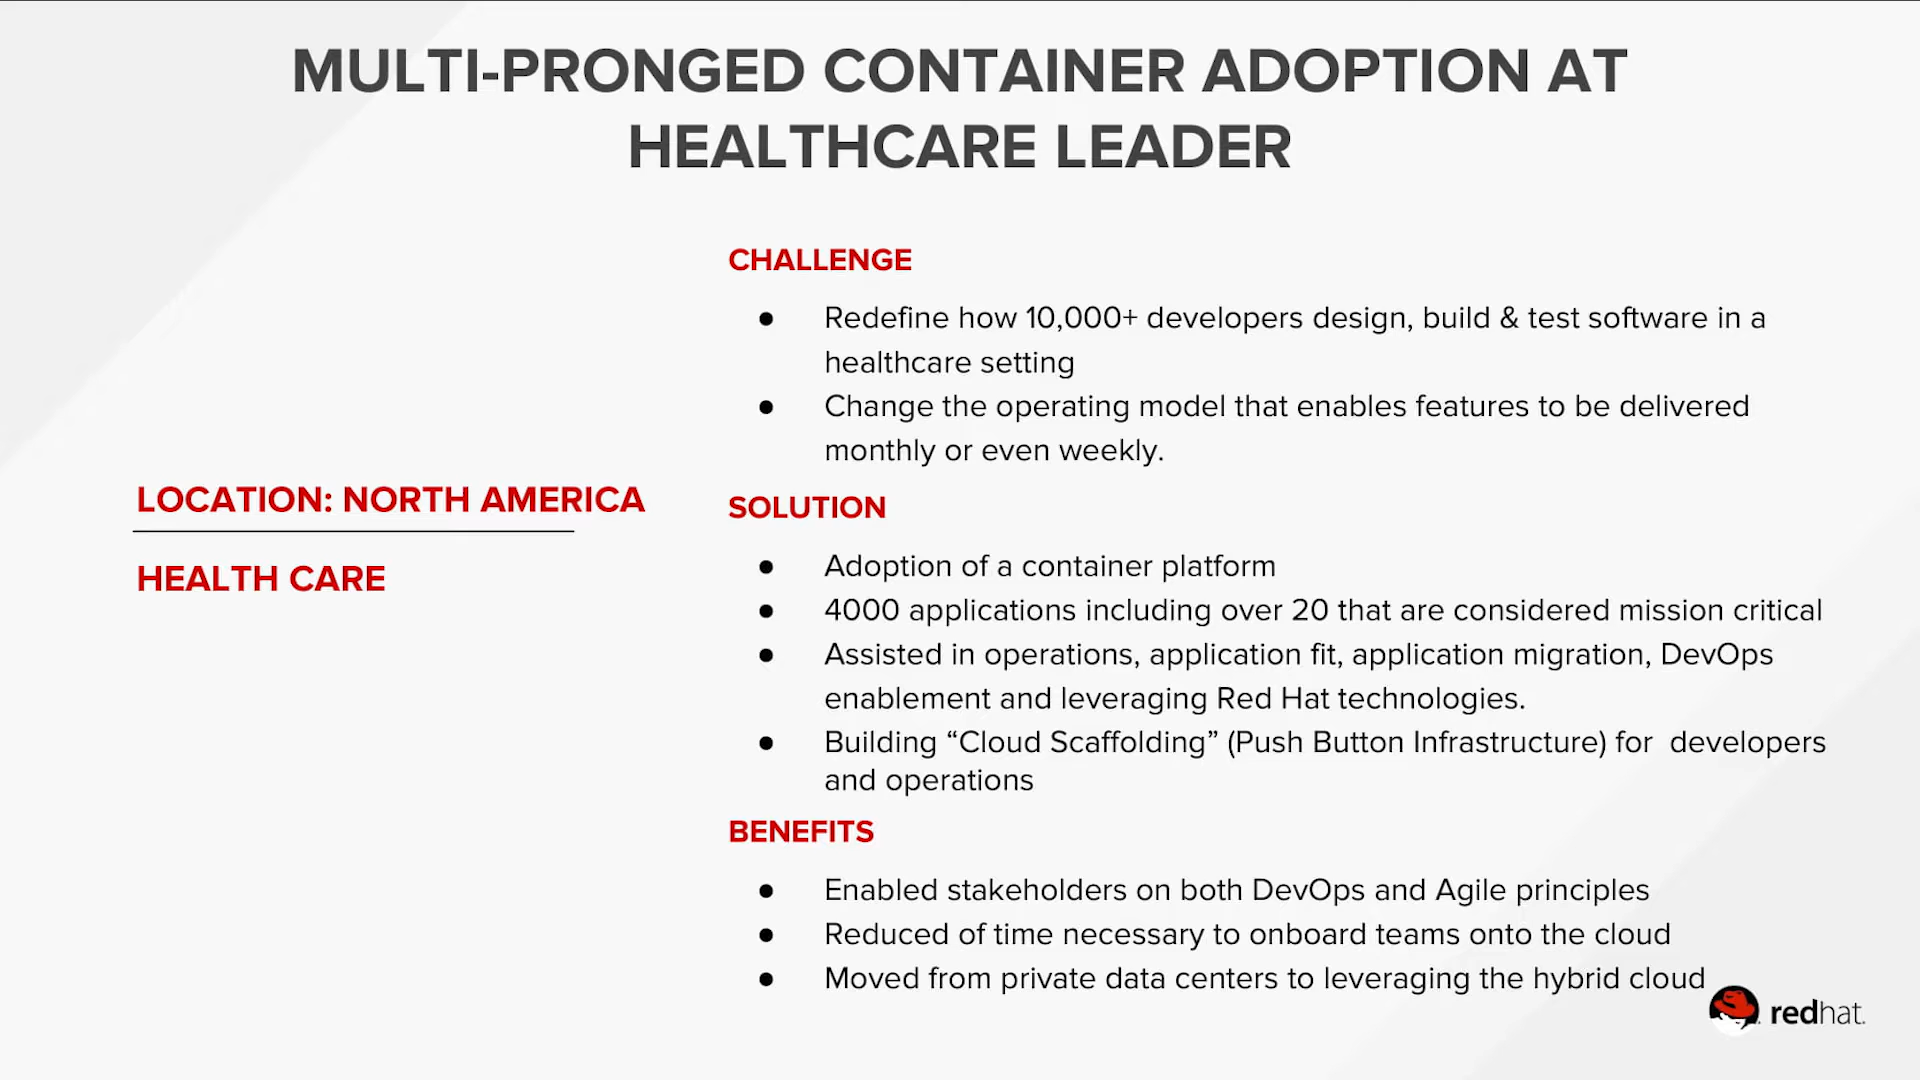 MULTI-PRONGED CONTAINER ADOPTION AT
HEALTHCARE LEADER
LOCATION: NORTH AMERICA
HEALTH CARE
CHALLENGE
● Redefine how 10,000+ developers design, build & test software in a
healthcare setting
● Change the operating model that enables features to be delivered
monthly or even weekly.
SOLUTION
● Adoption of a container platform
● 4000 applications including over 20 that are considered mission critical
● Assisted in operations, application fit, application migration, DevOps
enablement and leveraging Red Hat technologies.
● Building “Cloud Scaffolding” (Push Button Infrastructure) for  developers
and operations
BENEFITS
● Enabled stakeholders on both DevOps and Agile principles
● Reduced of time necessary to onboard teams onto the cloud
● Moved from private data centers to leveraging the hybrid cloud
redhat.